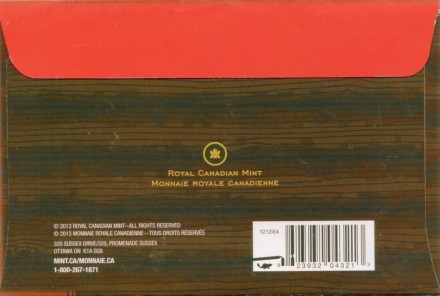 ROYAL CANADIAN MINT
MONNAIE ROYALE CANADIENNE
© 2013 ROYAL CANADIAN MINT – ALL RIGHTS RESERVED
© 2013 MONNAIE ROYALE CANADIENNE – TOUS DROITS RÉSERVÉS
320 SUSSEX DRIVE/320, PROMENADE SUSSEX
OTTAWA ON K1A 0G8
MINT.CA/MONNAIE.CA
1-800-267-1871
121284
23932 04321